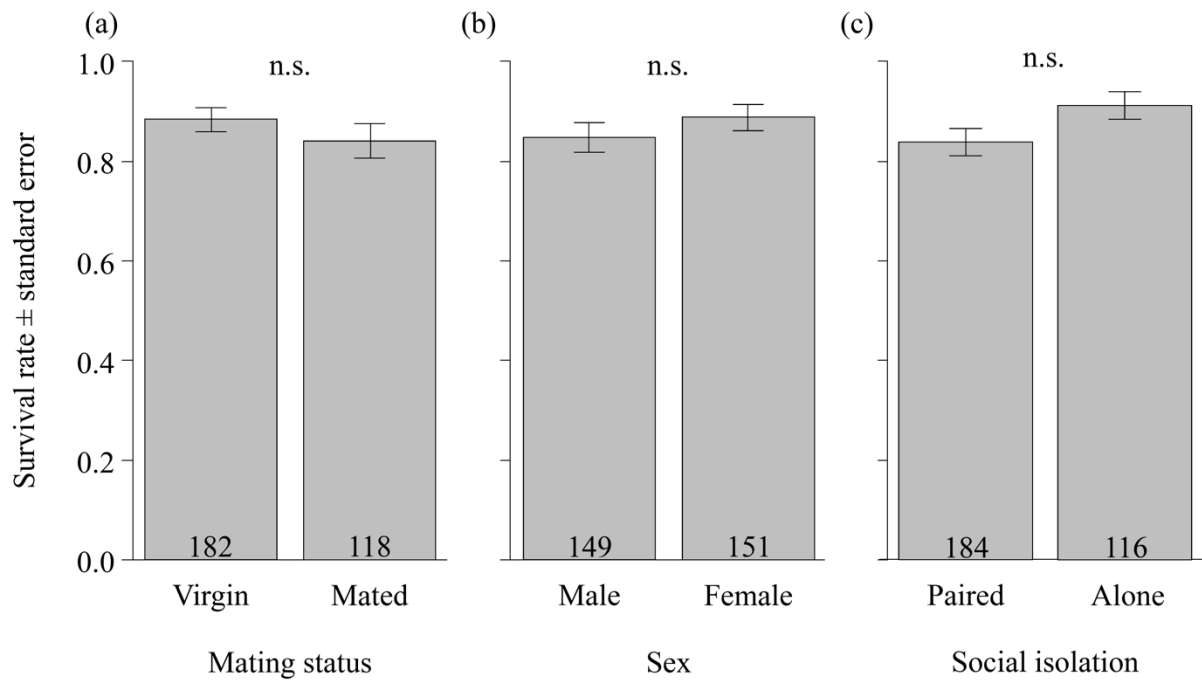 (a)
(b)
(c)
n.s.
n.s.
n.s.
Survival rate ± standard error
1.0
0.8
0.6
0.4
0.2
0.0
182
118
149
151
184
116
Virgin
Mated
Male
Female
Paired
Alone
Mating status
Sex
Social isolation